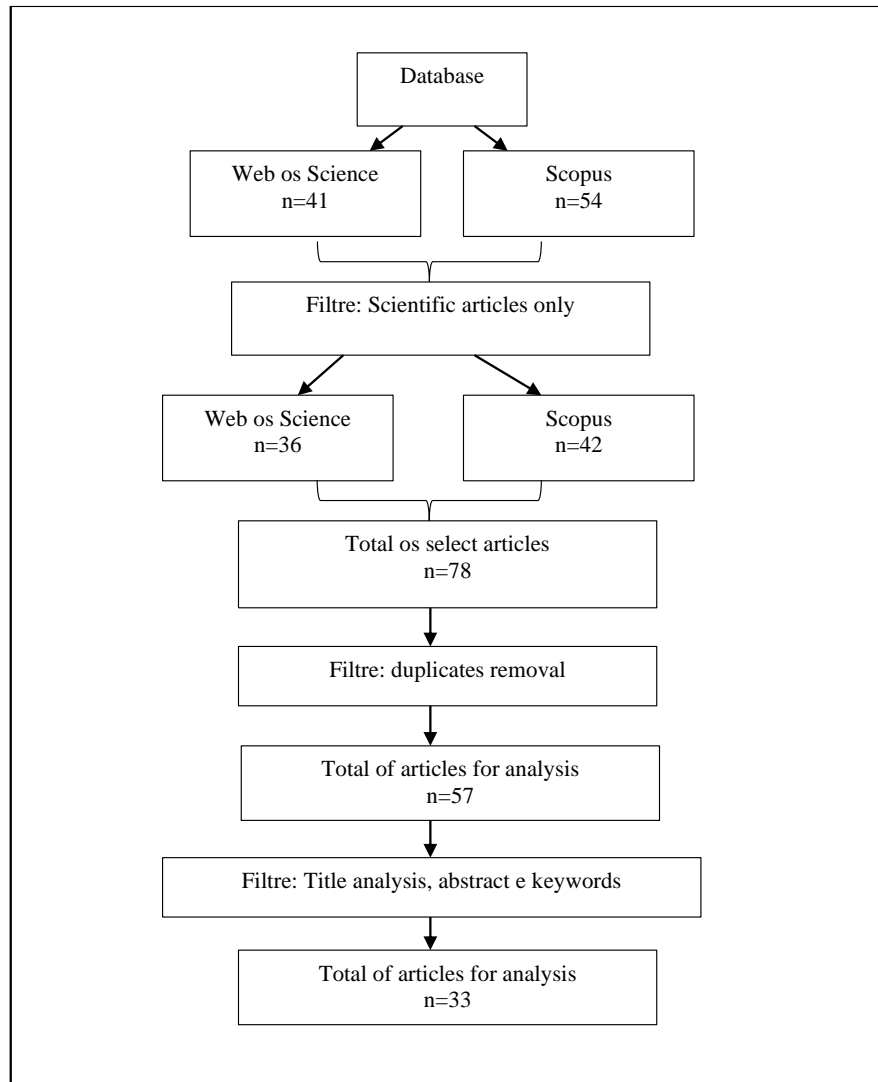 Database
Web os Science
n=41
Scopus
n=54
Filtre: Scientific articles only
Web os Science
n=36
Scopus
n=42
Total os select articles
n=78
Filtre: duplicates removal
Total of articles for analysis
n=57
Filtre: Title analysis, abstract e keywords
Total of articles for analysis
n=33